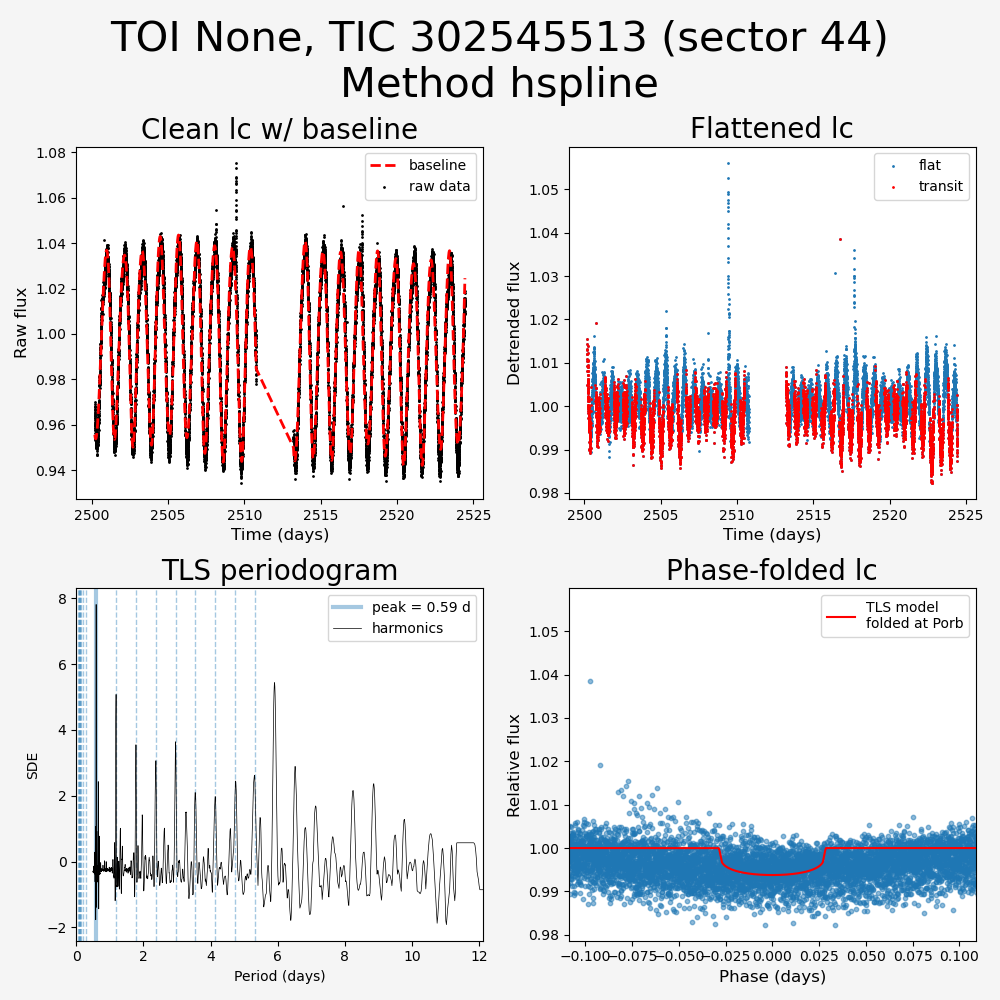 TOI None, TIC 302545513 (sector 44)
Method hspline
Clean lc w/ baseline
Raw flux
1.08
1.06
1.04
1.02
1.00
0.98
0.96
0.94
baseline
raw data
2500
2505
2510
2515
2520
2525
Time (days)
Flattened lc
Detrended flux
1.05
1.04
1.03
1.02
1.01
1.00
0.99
0.98
flat
transit
2500
2505
2510
2515
2520
2525
Time (days)
TLS periodogram
SDE
8
6
4
2
0
−2
peak = 0.59 d
harmonics
0
2
4
6
8
10
12
Period (days)
Phase-folded lc
Relative flux
1.05
1.04
1.03
1.02
1.01
1.00
0.99
0.98
TLS model
folded at Porb
−0.100
−0.075
−0.050
−0.025
0.000
0.025
0.050
0.075
0.100
Phase (days)